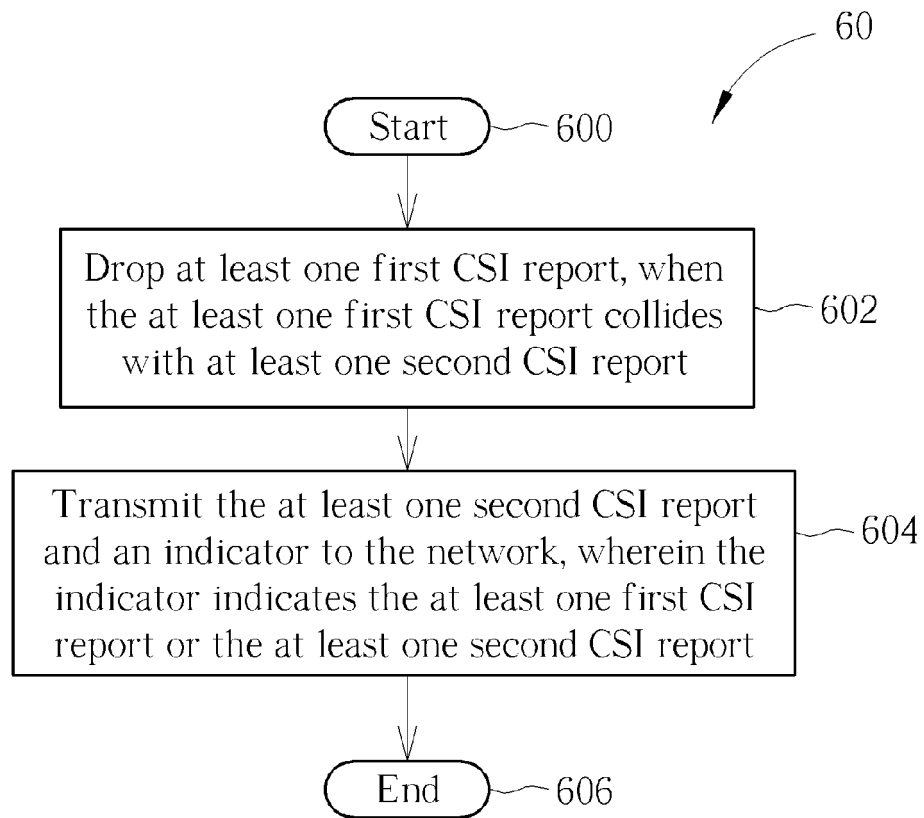 60
Start
600
Drop at least one first CSI report, when
the at least one first CSI report collides
with at least one second CSI report
602
Transmit the at least one second CSI report
and an indicator to the network, wherein the
indicator indicates the at least one first CSI
report or the at least one second CSI report
604
End
606